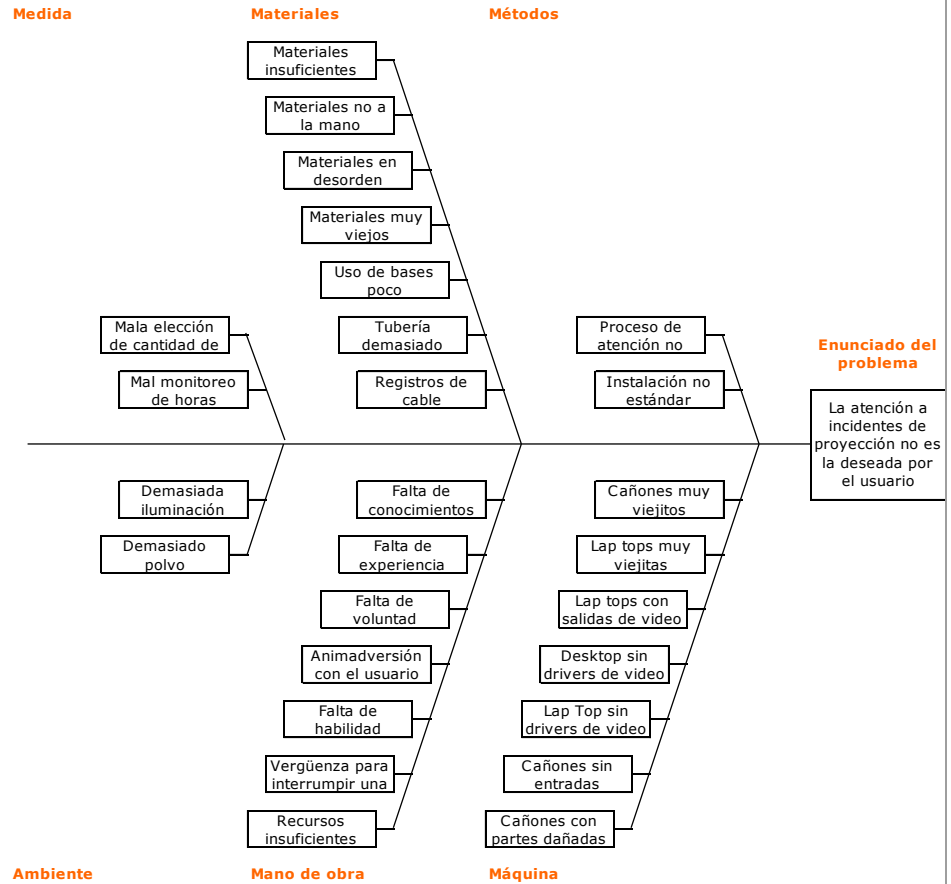 Medida
Materiales
Métodos
Materiales
insuficientes
Materiales no a
la mano
Materiales en
desorden
Materiales muy
viejos
Uso de bases
poco
Mala elección
de cantidad de
Tubería
demasiado
Proceso de
atención no
Mal monitoreo
de horas
Registros de
cable
Instalación no
estándar
Enunciado del
problema
La atención a
incidentes de
proyección no es
la deseada por
el usuario
Demasiada
iluminación
Falta de
conocimientos
Cañones muy
viejitos
Demasiado
polvo
Falta de
experiencia
Lap tops muy
viejitas
Falta de
voluntad
Lap tops con
salidas de video
Animadversión
con el usuario
Desktop sin
drivers de video
Falta de
habilidad
Lap Top sin
drivers de video
Vergüenza para
interrumpir una
Cañones sin
entradas
Recursos
insuficientes
Cañones con
partes dañadas
Ambiente
Mano de obra
Máquina